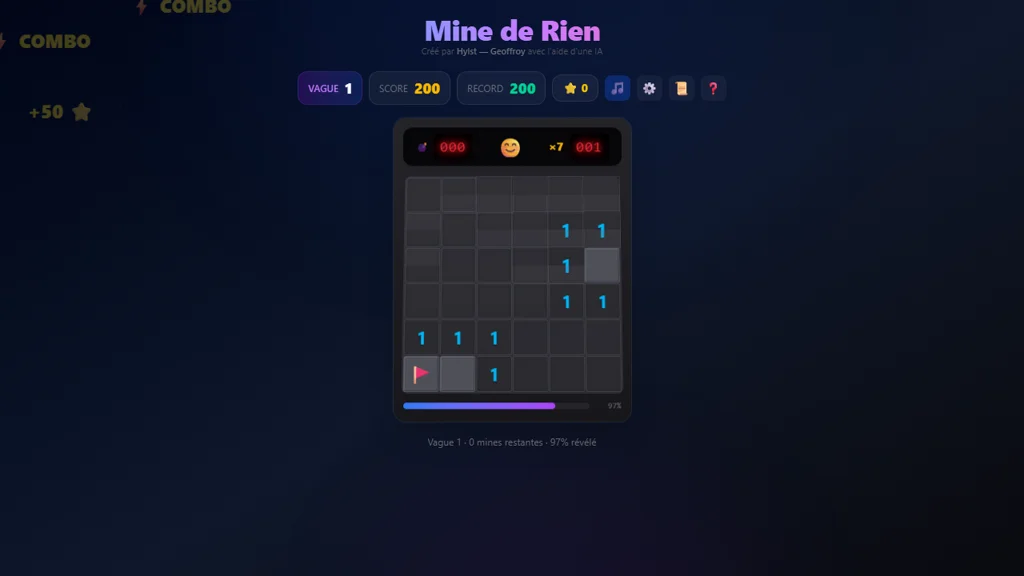 COMBO
COMBO
+50
Mine de Rien
Créé par Hylst — Geoffroy avec l'aide d'une IA
VAGUE 1 SCORE 200 RECORD 200 0 ?
000 ×7 001
1 1
1
1 1
1 1 1
1
97%
Vague 1 · 0 mines restantes · 97% révélé